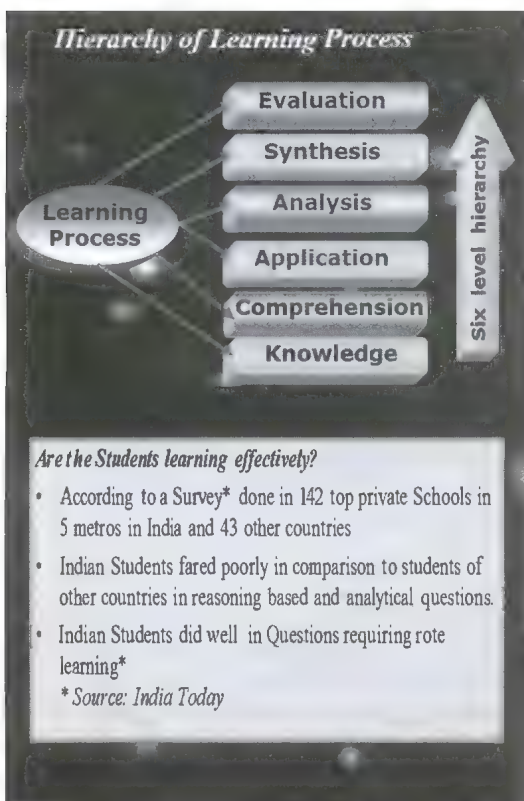 Hierarchy of Learning Process
Evaluation
Synthesis
Analysis
Application
Comprehension
Knowledge
Learning
Process
Six level hierarchy
Are the Students learning effectively?
• According to a Survey* done in 142 top private Schools in
5 metros in India and 43 other countries
• Indian Students fared poorly in comparison to students of
other countries in reasoning based and analytical questions.
• Indian Students did well in Questions requiring rote
learning*
* Source: India Today